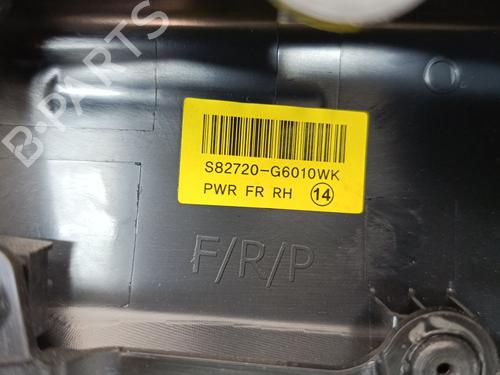 B-PARTS
S82720-G6010WK
PWR FR RH 14
F/R/P